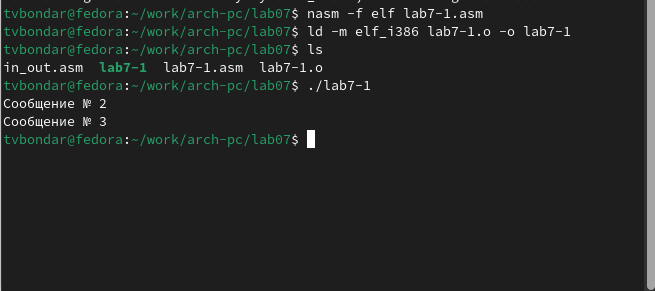 tvbondar@fedora:~/work/arch-pc/lab07$ nasm -f elf lab7-1.asm
tvbondar@fedora:~/work/arch-pc/lab07$ ld -m elf_i386 lab7-1.o -o lab7-1
tvbondar@fedora:~/work/arch-pc/lab07$ ls
in_out.asm  lab7-1  lab7-1.asm  lab7-1.o
tvbondar@fedora:~/work/arch-pc/lab07$ ./lab7-1
Сообщение № 2
Сообщение № 3
tvbondar@fedora:~/work/arch-pc/lab07$